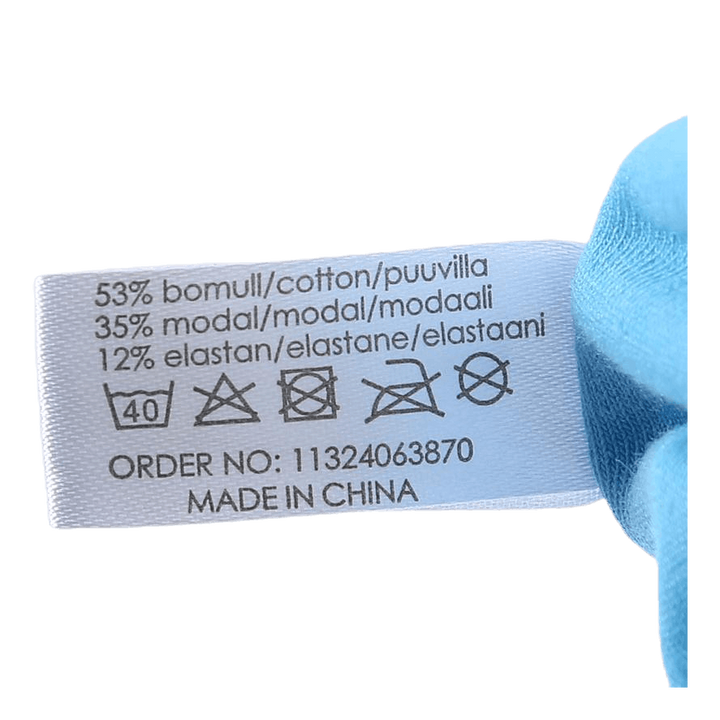 53% bomull/cotton/puuvilla
35% modal/modal/modaali
12% elastan/elastane/elastaani
40
ORDER NO: 11324063870
MADE IN CHINA